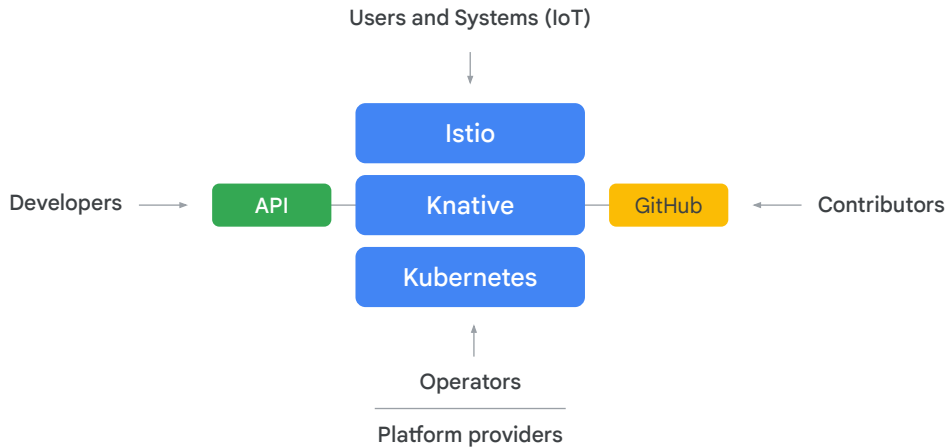 Users and Systems (IoT)
Istio
Developers
API
Knative
GitHub
Contributors
Kubernetes
Operators
Platform providers